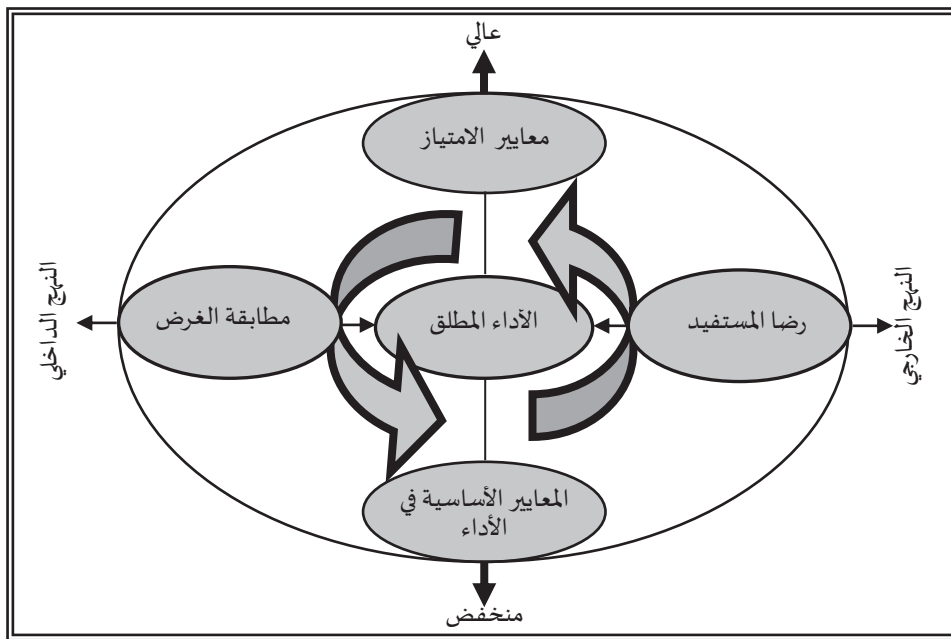 عالي
معايير الامتياز
النهج الخارجي
رضا المستفيد
الأداء المطلق
مطابقة الغرض
النهج الداخلي
المعايير الأساسية في
الأداء
منخفض